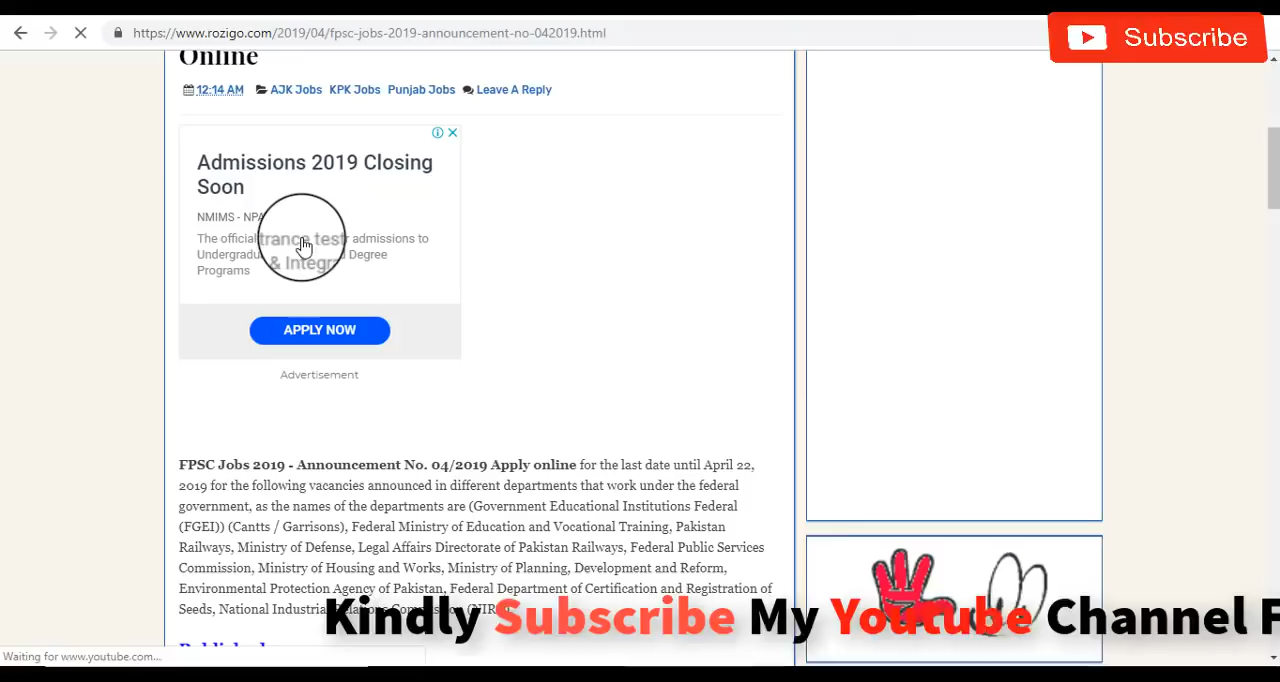 https://www.rozigo.com/2019/04/fpsc-jobs-2019-announcement-no-042019.html
Subscribe
Online
12:14 AM AJK Jobs KPK Jobs Punjab Jobs Leave A Reply
Admissions 2019 Closing
Soon
NMIMS - NPA
The official trance test admissions to
Undergradu & Integr Degree
Programs
APPLY NOW
Advertisement
FPSC Jobs 2019 - Announcement No. 04/2019 Apply online for the last date until April 22,
2019 for the following vacancies announced in different departments that work under the federal
government, as the names of the departments are (Government Educational Institutions Federal
(FGEI)) (Cantts / Garrisons), Federal Ministry of Education and Vocational Training, Pakistan
Railways, Ministry of Defense, Legal Affairs Directorate of Pakistan Railways, Federal Public Services
Commission, Ministry of Housing and Works, Ministry of Planning, Development and Reform,
Environmental Protection Agency of Pakistan, Federal Department of Certification and Registration of
Seeds, National Industrial Relations
Kindly Subscribe My Youtube Channel F
Waiting for www.youtube.com...